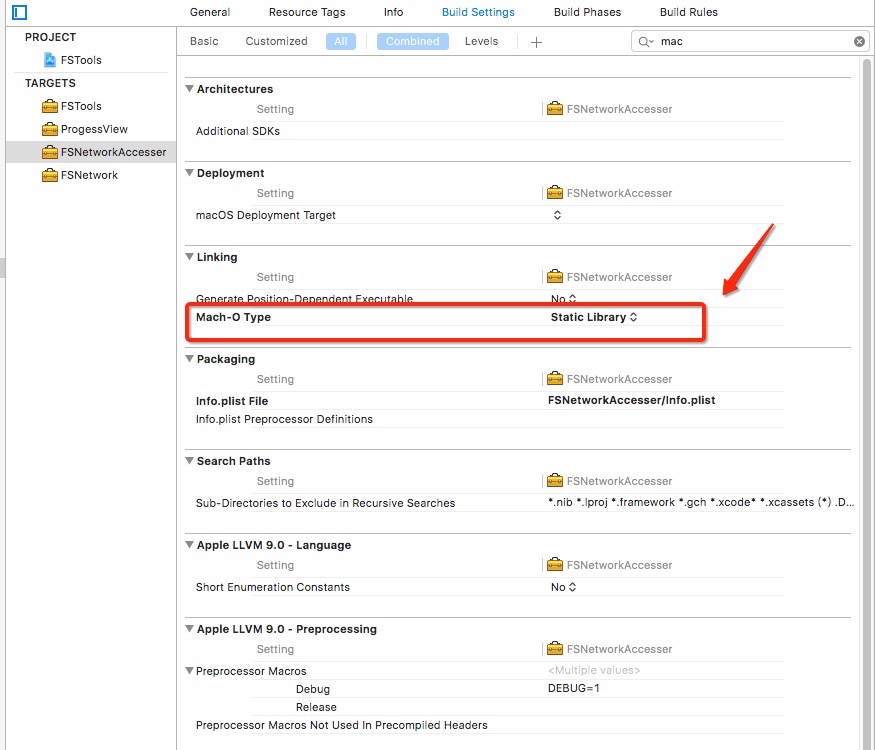 General Resource Tags Info Build Settings Build Phases Build Rules
PROJECT
FSTools
TARGETS
FSTools
ProgessView
FSNetworkAccesser
FSNetwork
Basic Customized All Combined Levels + mac
Architectures
Setting FSNetworkAccesser
Additional SDKs
Deployment
Setting FSNetworkAccesser
macOS Deployment Target
Linking
Setting FSNetworkAccesser
Generate Position-Dependent Executable No
Mach-O Type Static Library
Packaging
Setting FSNetworkAccesser
Info.plist File FSNetworkAccesser/Info.plist
Info.plist Preprocessor Definitions
Search Paths
Setting FSNetworkAccesser
Sub-Directories to Exclude in Recursive Searches *.nib *.lproj *.framework *.gch *.xcode* *.xcassets (*) .D...
Apple LLVM 9.0 - Language
Setting FSNetworkAccesser
Short Enumeration Constants No
Apple LLVM 9.0 - Preprocessing
Setting FSNetworkAccesser
Preprocessor Macros <Multiple values>
Debug DEBUG=1
Release
Preprocessor Macros Not Used In Precompiled Headers